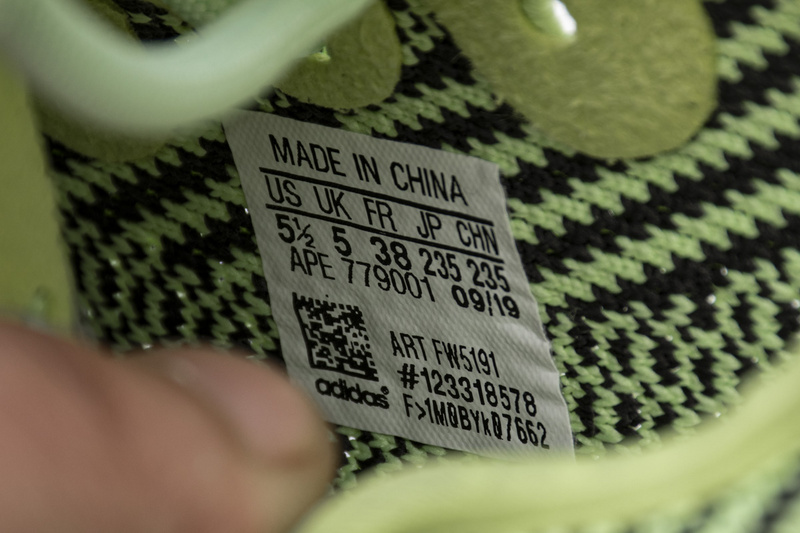 MADE IN CHINA
US UK FR JP CHN
5½ 5 38 235 235
APE 779001 09/19
ART FW5191
#123318578
adidas®
F>1MQBYkQ7662